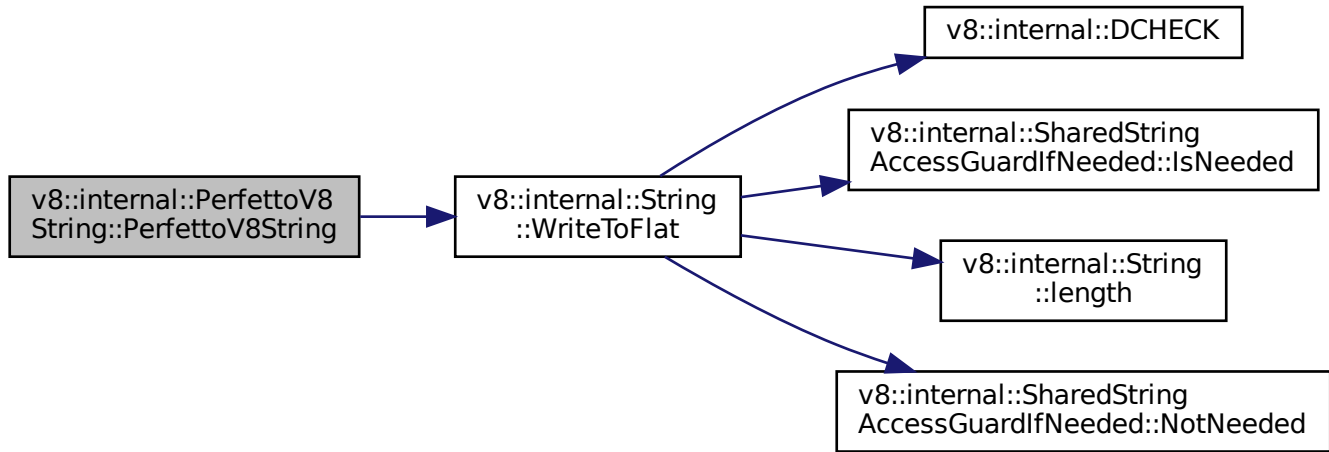 v8::internal::PerfettoV8
String::PerfettoV8String
v8::internal::String
::WriteToFlat
v8::internal::DCHECK
v8::internal::SharedString
AccessGuardIfNeeded::IsNeeded
v8::internal::String
::length
v8::internal::SharedString
AccessGuardIfNeeded::NotNeeded